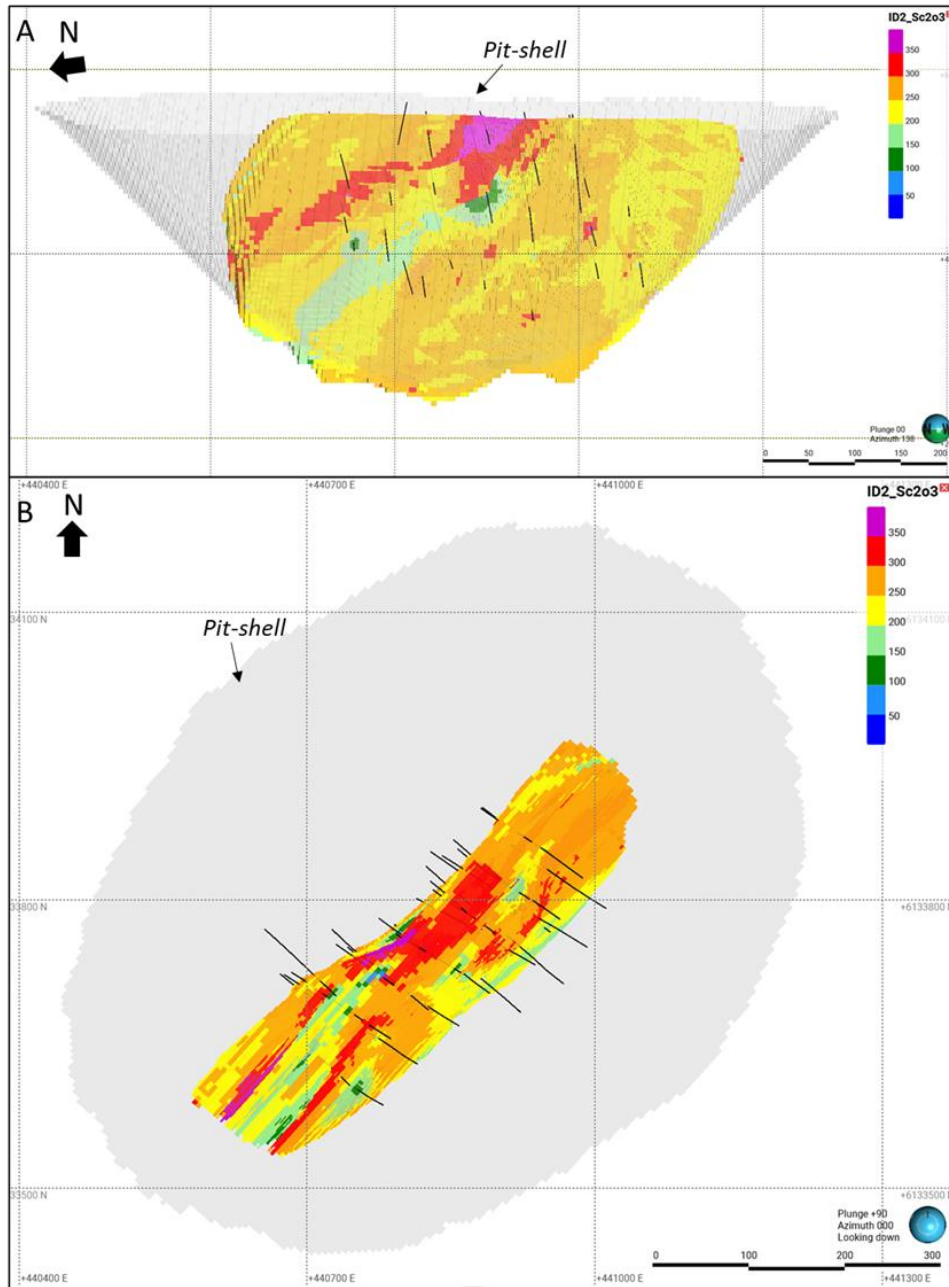 A
N
Pit-shell
ID2_Sc2o3
350
300
250
200
150
100
50
Plunge 00
Azimuth 138
0 50 100 150 200
B
N
+440400 E
+440700 E
+441000 E
ID2_Sc2o3
350
300
250
200
150
100
50
34100 N
Pit-shell
33800 N
+6133800 N
33500 N
Plunge +90
Azimuth 000
Looking down
0 100 200 300
+440400 E
+440700 E
+441000 E
+441300 E